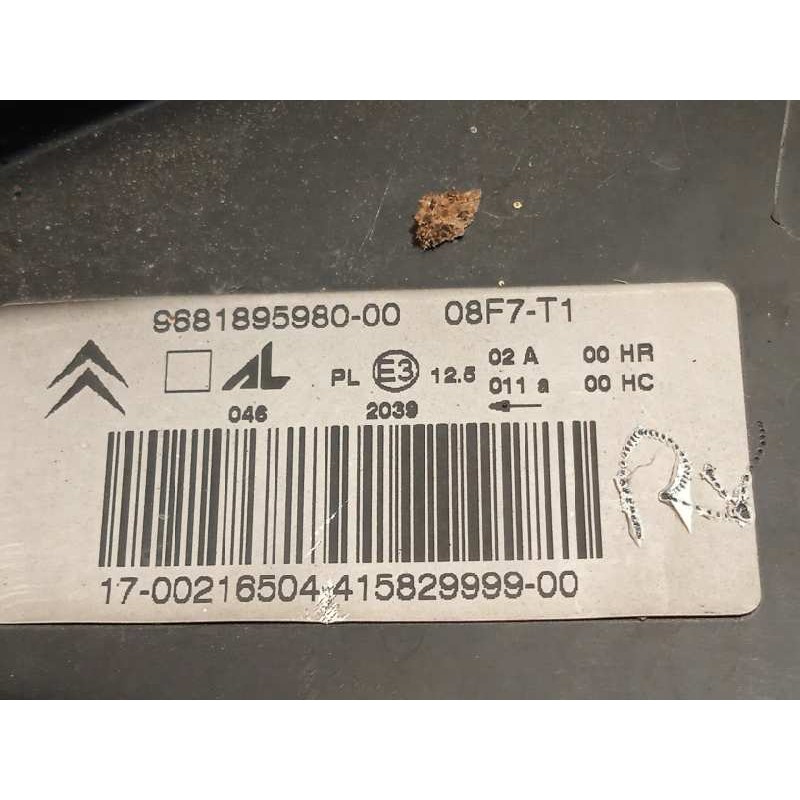 9681895980-00 08F7-T1
AL PL E3 12.5 02 A 00 HR
011 a 00 HC
046 2039
17-00216504 415829999-00